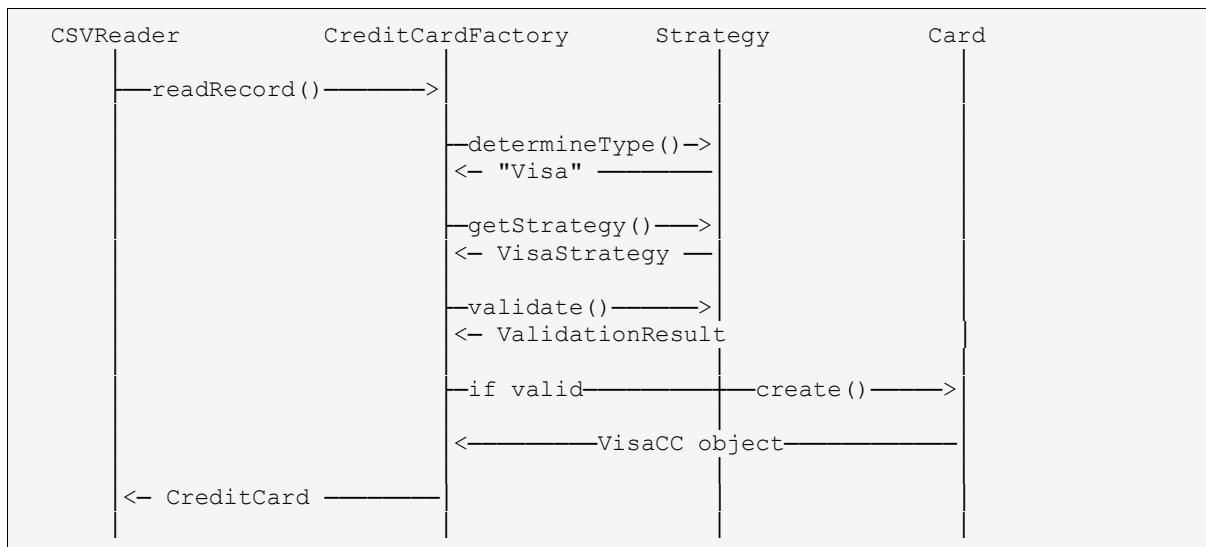 CSVReader CreditCardFactory Strategy Card
readRecord()
determineType()
"Visa"
getStrategy()
VisaStrategy
validate()
ValidationResult
if valid create()
VisaCC object
CreditCard